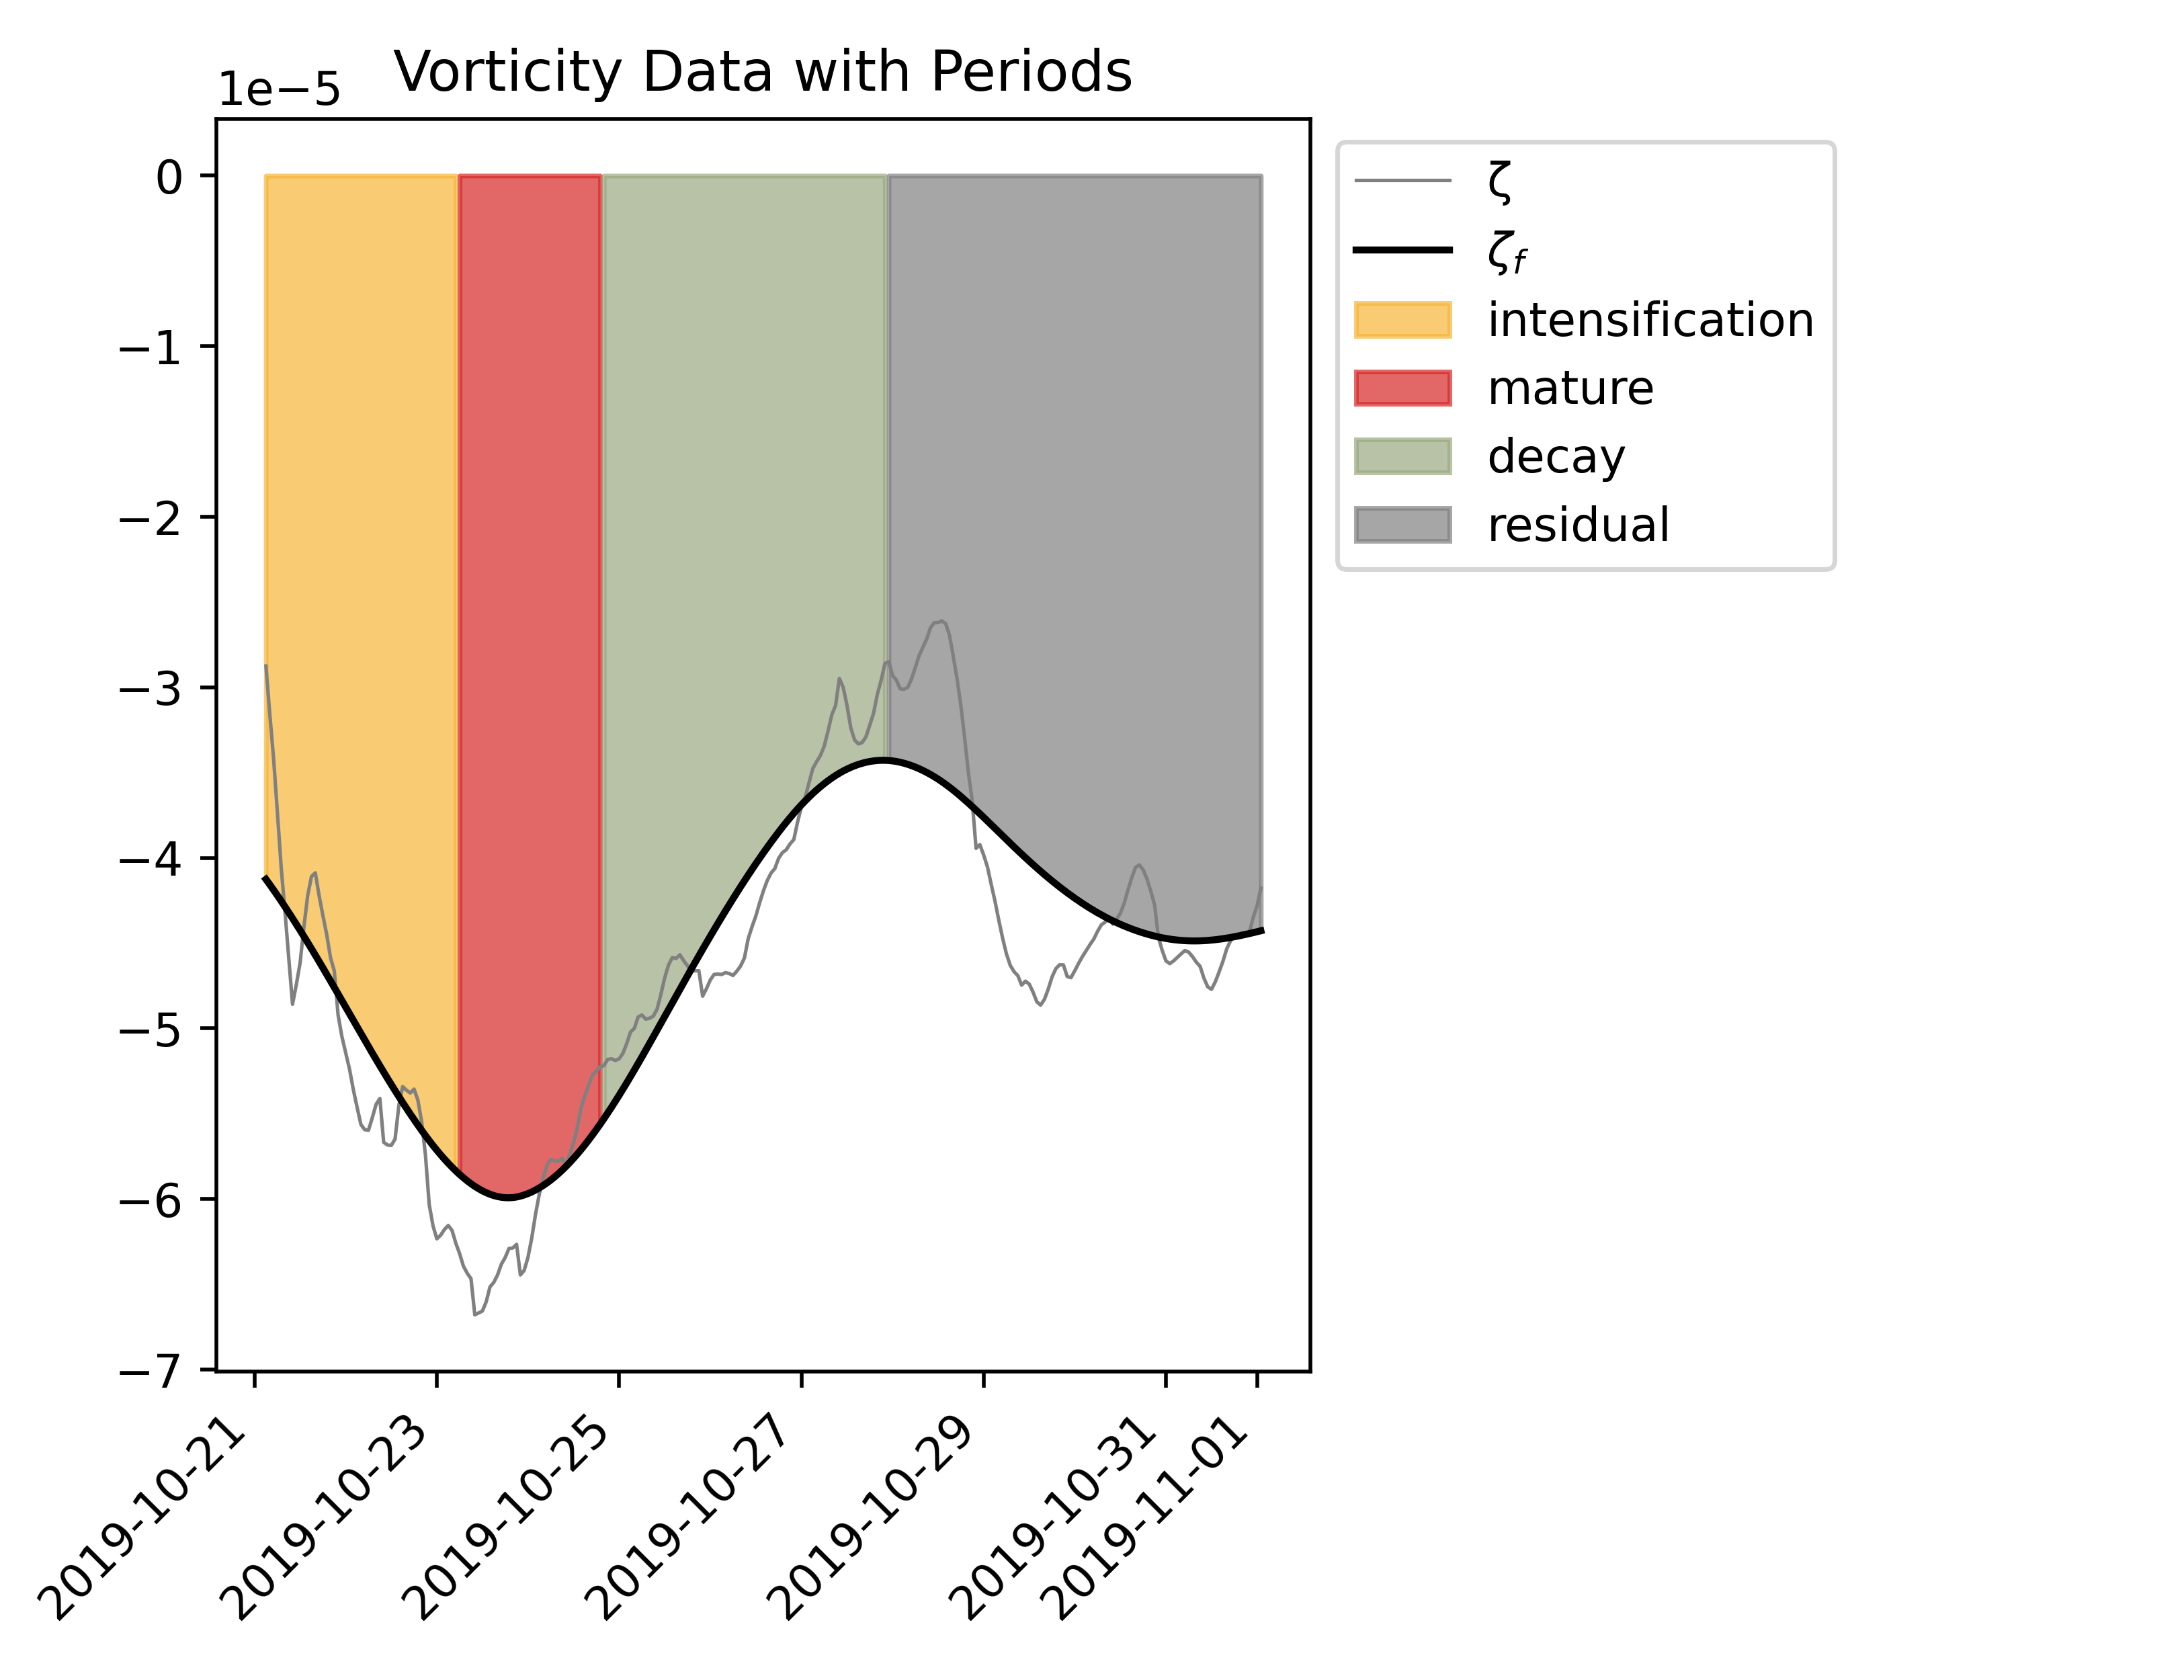 Vorticity Data with Periods
1e−5
0
−1
−2
−3
−4
−5
−6
−7
2019-10-21
2019-10-23
2019-10-25
2019-10-27
2019-10-29
2019-10-31
2019-11-01
ζ
ζf
intensification
mature
decay
residual